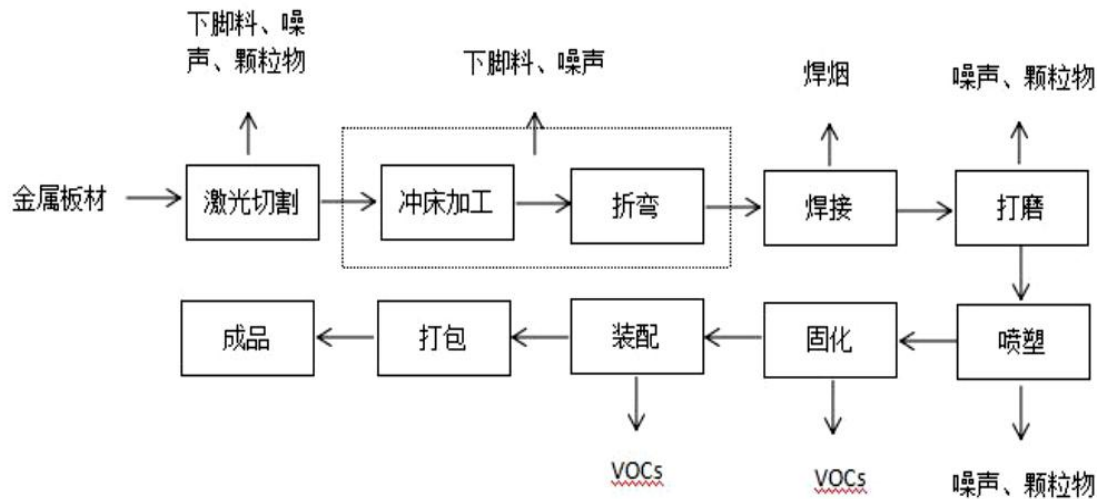 下脚料、噪
声、颗粒物
下脚料、噪声
焊烟
噪声、颗粒物
金属板材
激光切割
冲床加工
折弯
焊接
打磨
成品
打包
装配
固化
喷塑
VOCs
VOCs
噪声、颗粒物